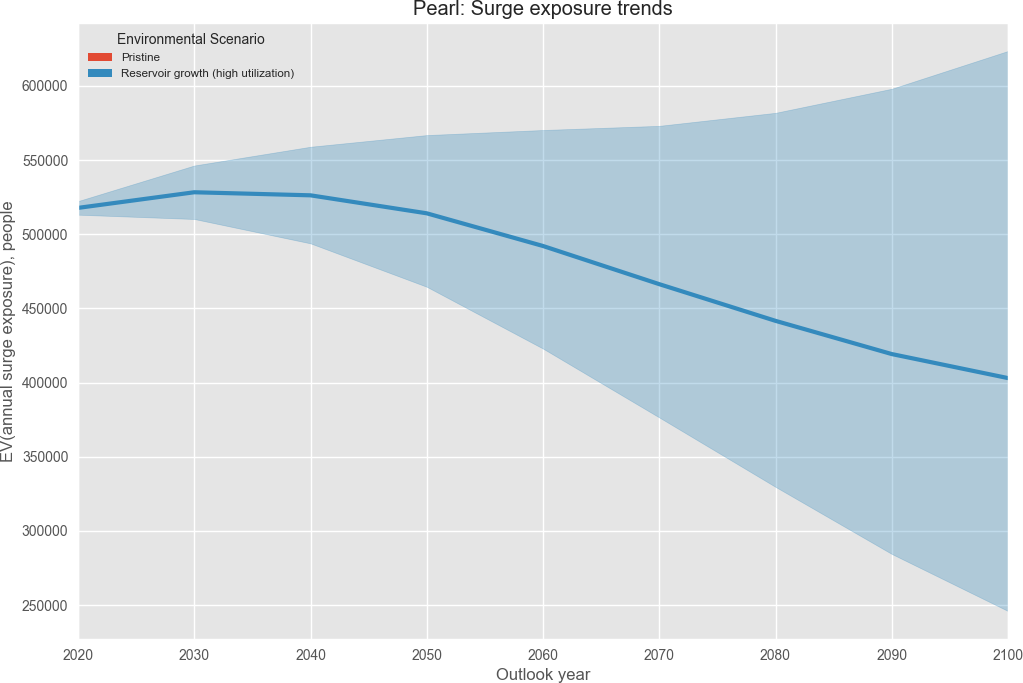 Pearl: Surge exposure trends
Environmental Scenario
Pristine
Reservoir growth (high utilization)
EV(annual surge exposure), people
600000
550000
500000
450000
400000
350000
300000
250000
2020 2030 2040 2050 2060 2070 2080 2090 2100
Outlook year